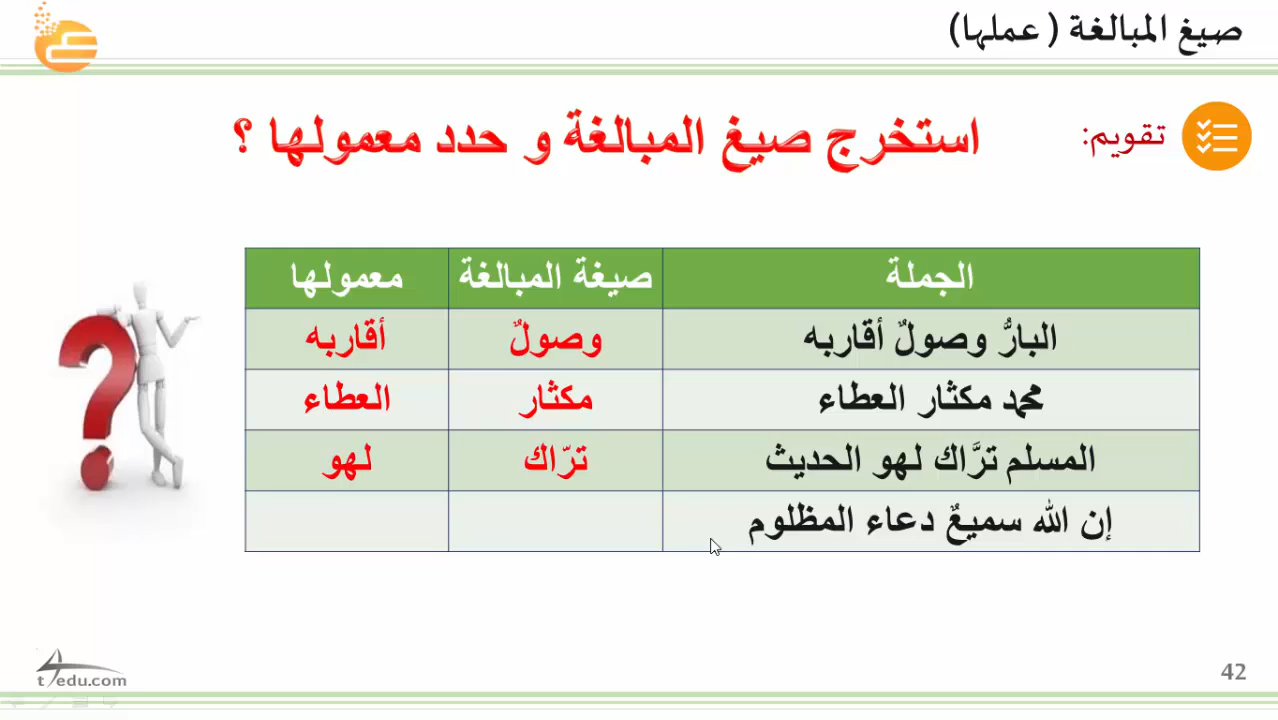 صيغ المبالغة ( عملها)
تقويم:
استخرج صيغ المبالغة و حدد معمولها ؟
الجملة صيغة المبالغة معمولها
البارُّ وصولٌ أقاربه وصولٌ أقاربه
محمد مكثار العطاء مكثار العطاء
المسلم ترَّاك لهو الحديث ترّاك لهو
إن الله سميعٌ دعاء المظلوم
t4edu.com
42